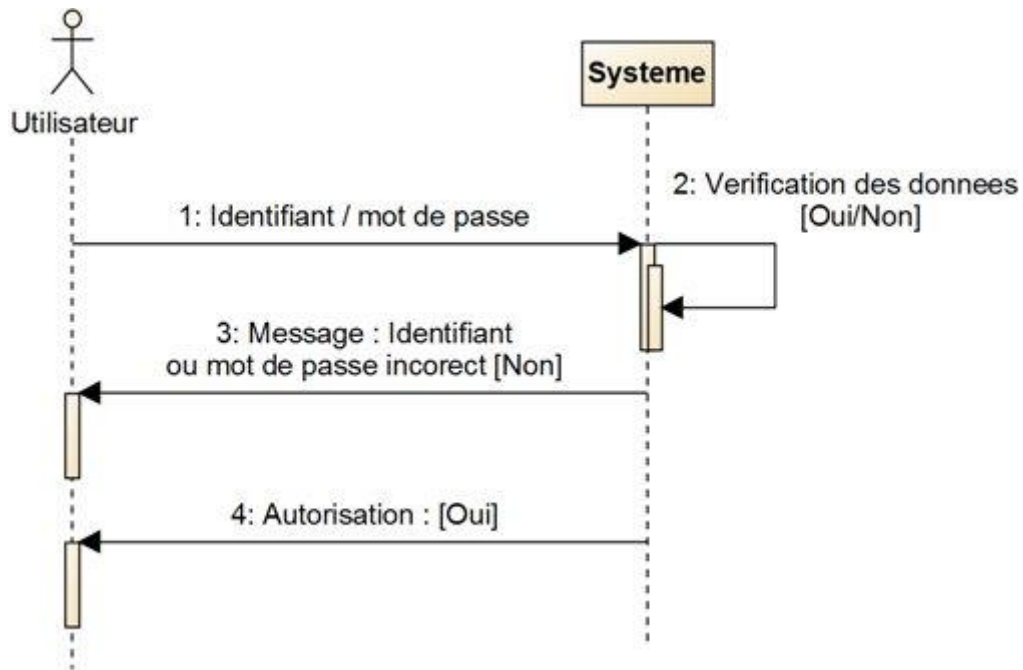 Utilisateur
Systeme
1: Identifiant / mot de passe
2: Verification des donnees
[Oui/Non]
3: Message : Identifiant
ou mot de passe incorect [Non]
4: Autorisation : [Oui]